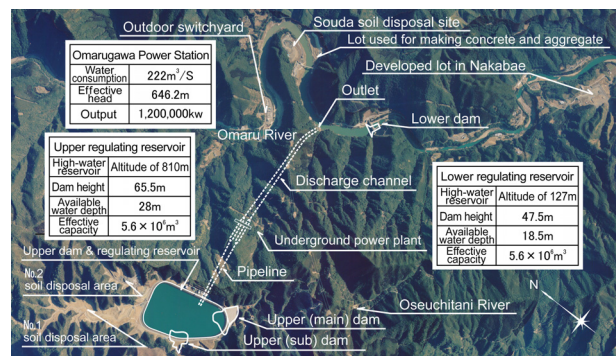 Outdoor switchyard
Souda soil disposal site
Lot used for making concrete and aggregate
Developed lot in Nakabae
Omarugawa Power Station
Water consumption 222m³/S
Effective head 646.2m
Output 1,200,000kw
Outlet
Lower dam
Omaru River
Upper regulating reservoir
High-water reservoir Altitude of 810m
Dam height 65.5m
Available water depth 28m
Effective capacity 5.6 × 10⁶m³
Discharge channel
Lower regulating reservoir
High-water reservoir Altitude of 127m
Dam height 47.5m
Available water depth 18.5m
Effective capacity 5.6 × 10⁶m³
Underground power plant
Upper dam & regulating reservoir
Pipeline
No.2
soil disposal area
Oseuchitani River
N
No.1
soil disposal area
Upper (main) dam
Upper (sub) dam